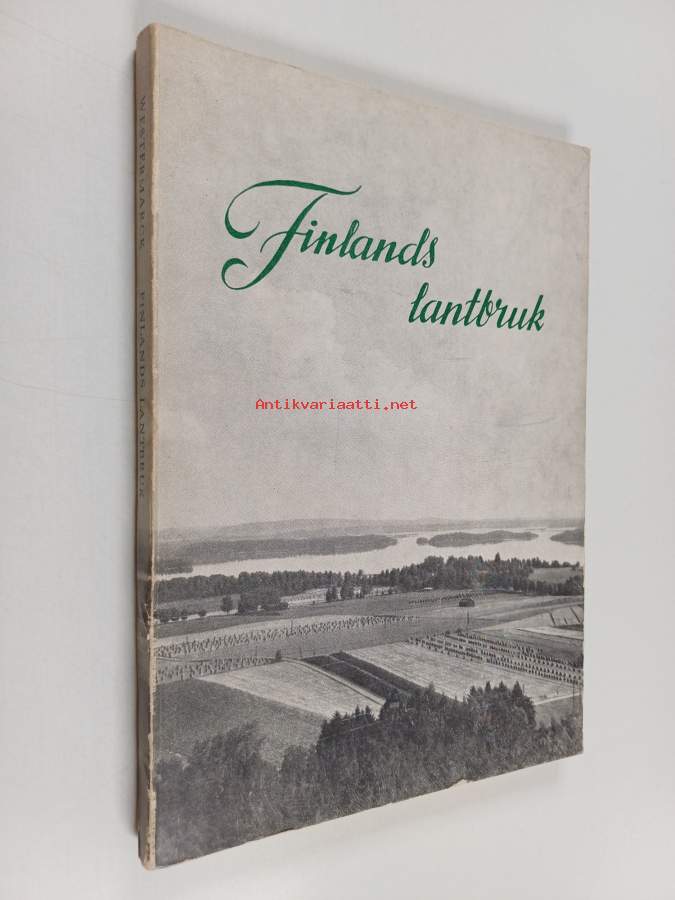 Finlands
lantbruk
WESTERMARCK FINLANDS LANTBRUK
Antikvariaatti.net